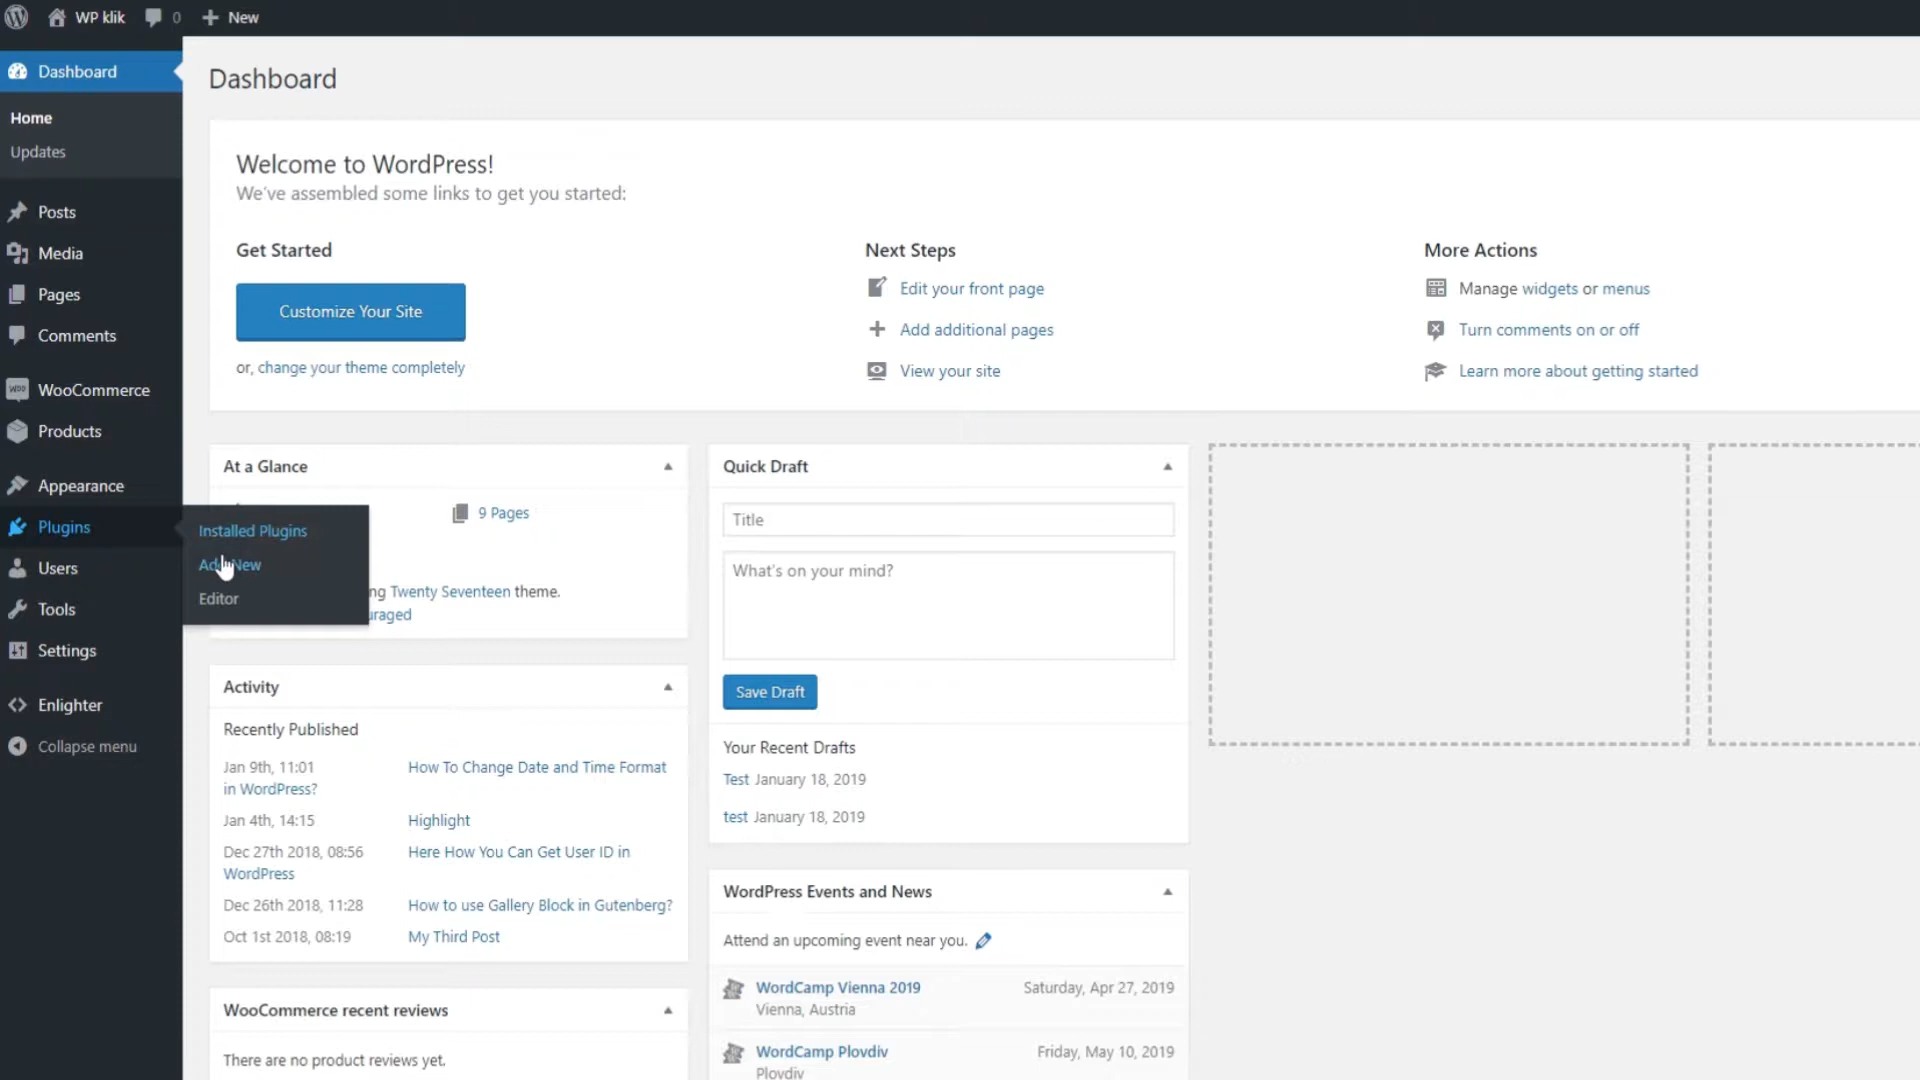 WP klik
0
New
Dashboard
Home
Updates
Posts
Media
Pages
Comments
WooCommerce
Products
Appearance
Plugins
Users
Tools
Settings
Enlighter
Collapse menu
Installed Plugins
Add New
Editor
Dashboard
Welcome to WordPress!
We've assembled some links to get you started:
Get Started
Customize Your Site
or, change your theme completely
Next Steps
Edit your front page
Add additional pages
View your site
More Actions
Manage widgets or menus
Turn comments on or off
Learn more about getting started
At a Glance
9 Pages
ng Twenty Seventeen theme.
uraged
Activity
Recently Published
Jan 9th, 11:01 How To Change Date and Time Format
in WordPress?
Jan 4th, 14:15 Highlight
Dec 27th 2018, 08:56 Here How You Can Get User ID in
WordPress
Dec 26th 2018, 11:28 How to use Gallery Block in Gutenberg?
Oct 1st 2018, 08:19 My Third Post
WooCommerce recent reviews
There are no product reviews yet.
Quick Draft
Title
What's on your mind?
Save Draft
Your Recent Drafts
Test January 18, 2019
test January 18, 2019
WordPress Events and News
Attend an upcoming event near you.
WordCamp Vienna 2019 Saturday, Apr 27, 2019
Vienna, Austria
WordCamp Plovdiv Friday, May 10, 2019
Plovdiv